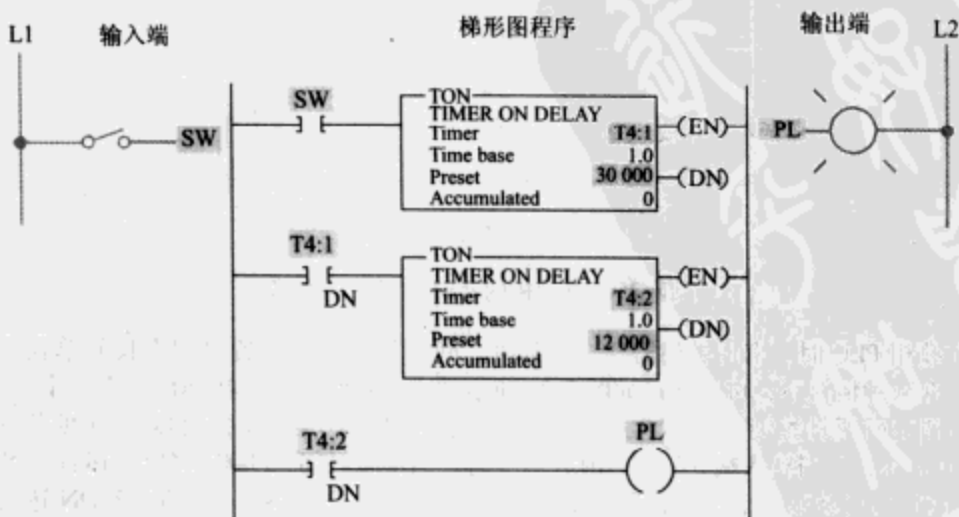 L1 输入端 梯形图程序 输出端 L2
SW
SW
TON
TIMER ON DELAY
Timer T4:1
Time base 1.0
Preset 30 000
Accumulated 0
(EN)
(DN)
PL
T4:1
DN
TON
TIMER ON DELAY
Timer T4:2
Time base 1.0
Preset 12 000
Accumulated 0
(EN)
(DN)
T4:2
DN
PL